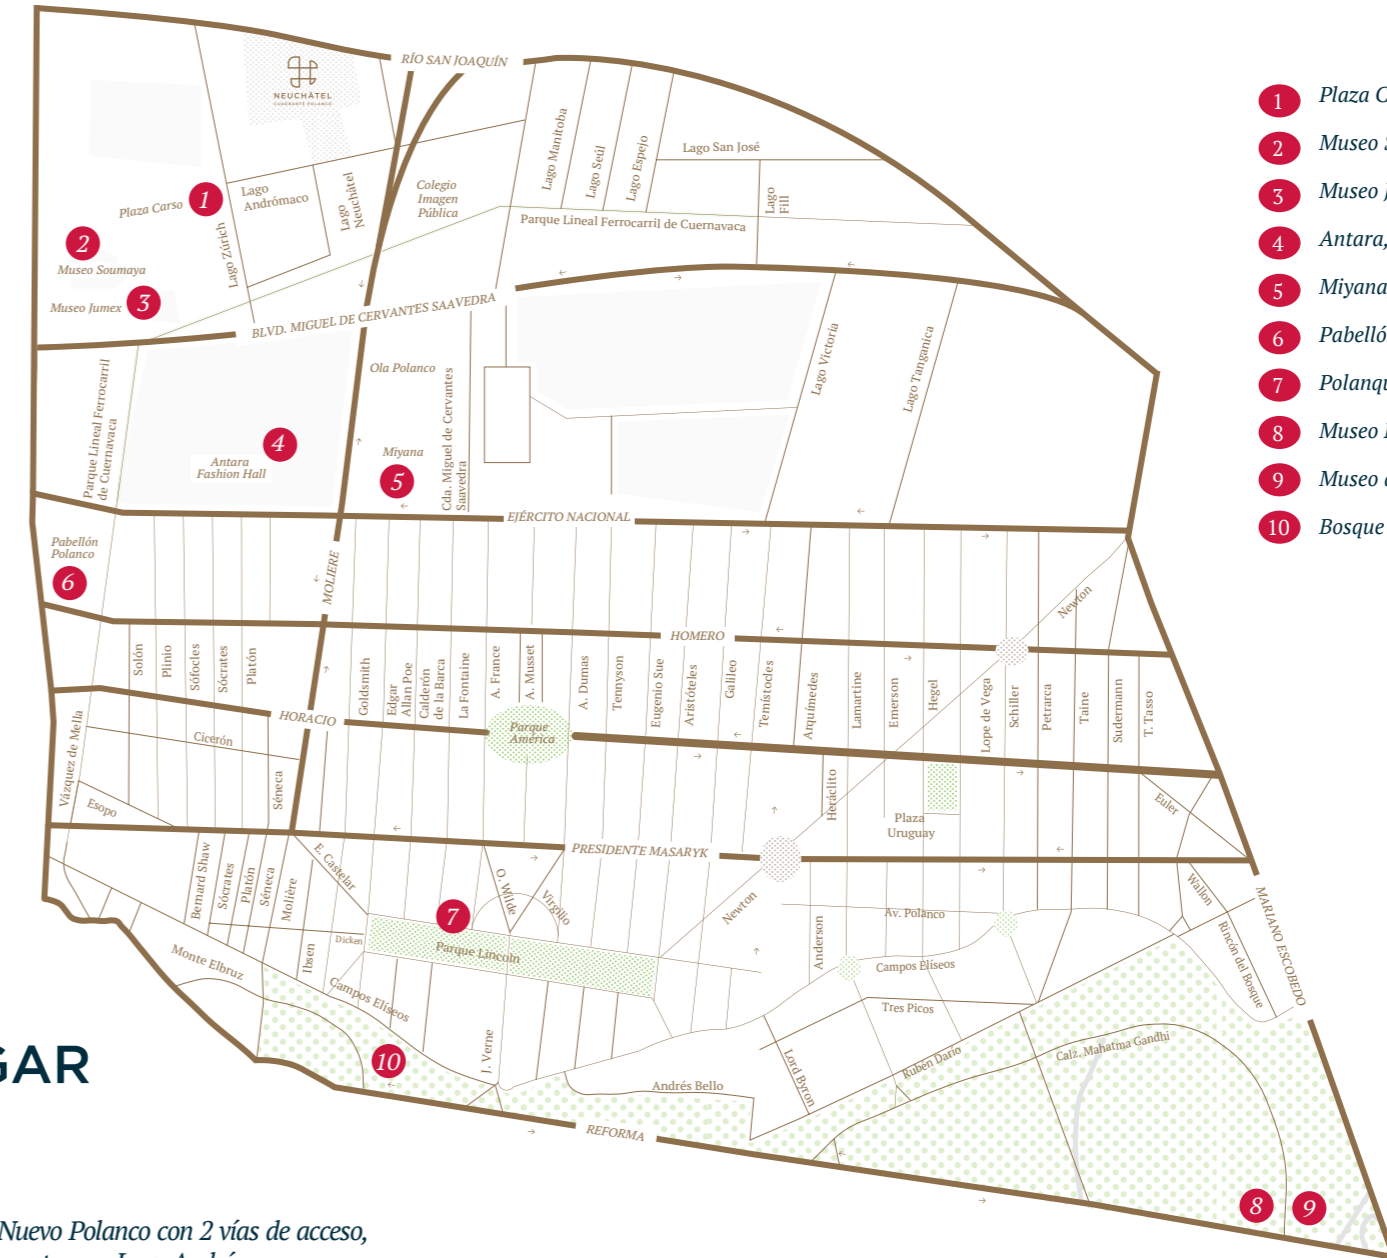 RÍO SAN JOAQUÍN
NEUCHÂTEL
CUADRANTE POLANCO
Lago Manitoba
Lago Seúl
Lago Espejo
Lago San José
Lago
Fill
Colegio
Imagen
Pública
Lago
Andrómaco
Lago
Neuchâtel
Plaza Carso
1
Lago Zúrich
2
Museo Soumaya
Museo Jumex
3
Parque Lineal Ferrocarril de Cuernavaca
BLVD. MIGUEL DE CERVANTES SAAVEDRA
Parque Lineal Ferrocarril
de Cuernavaca
Ola Polanco
Cda. Miguel de Cervantes
Saavedra
Lago Victoria
Lago Tanganica
4
Antara
Fashion Hall
Miyana
5
EJÉRCITO NACIONAL
Pabellón
Polanco
6
MOLIERE
Newton
HOMERO
Solón
Plinio
Sófocles
Sócrates
Platón
Goldsmith
Edgar
Allan Poe
Calderón
de la Barca
La Fontaine
A. France
A. Musset
A. Dumas
Tennyson
Eugenio Sue
Aristóteles
Galileo
Temístocles
Arquímedes
Lamartine
Emerson
Hegel
Lope de Vega
Schiller
Petrarca
Taine
Sudermann
T. Tasso
HORACIO
Parque
América
Vázquez de Mella
Cicerón
Séneca
Esopo
Heráclito
Plaza
Uruguay
Euler
PRESIDENTE MASARYK
Bernard Shaw
Sócrates
Platón
Séneca
Molière
E. Castelar
O. Wilde
Virgilio
Newton
Anderson
Av. Polanco
Wallon
Rincón del Bosque
MARIANO ESCOBEDO
7
Parque Lincoln
Dicken
Ibsen
Monte Elbruz
Campos Elíseos
Campos Elíseos
Tres Picos
J. Verne
10
Andrés Bello
Lord Byron
Rubén Darío
Calz. Mahatma Gandhi
REFORMA
8
9
1 Plaza C
2 Museo
3 Museo J
4 Antara,
5 Miyana
6 Pabelló
7 Polanqu
8 Museo
9 Museo
10 Bosque
GAR
Nuevo Polanco con 2 vías de acceso,